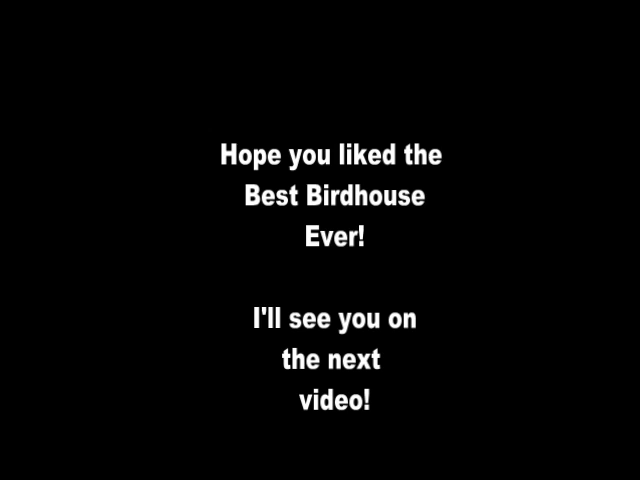 Hope you liked the
Best Birdhouse
Ever!
I'll see you on
the next
video!